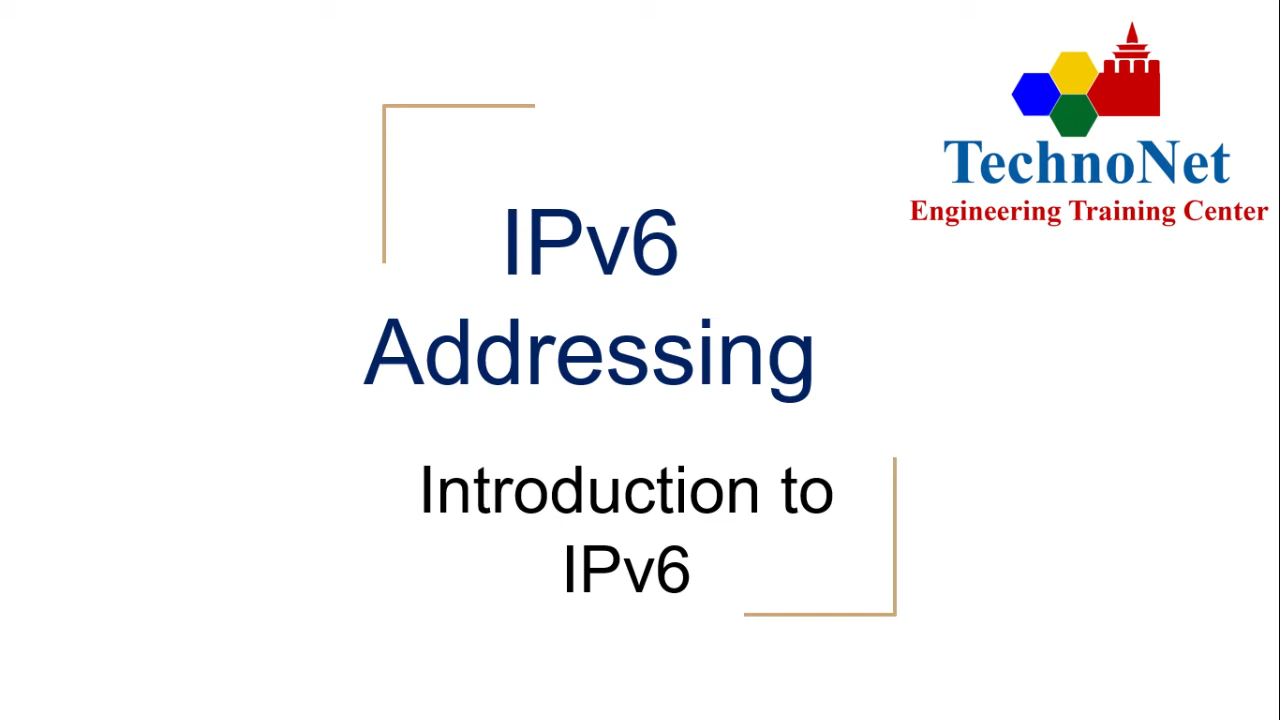 TechnoNet
Engineering Training Center
IPv6
Addressing
Introduction to
IPv6